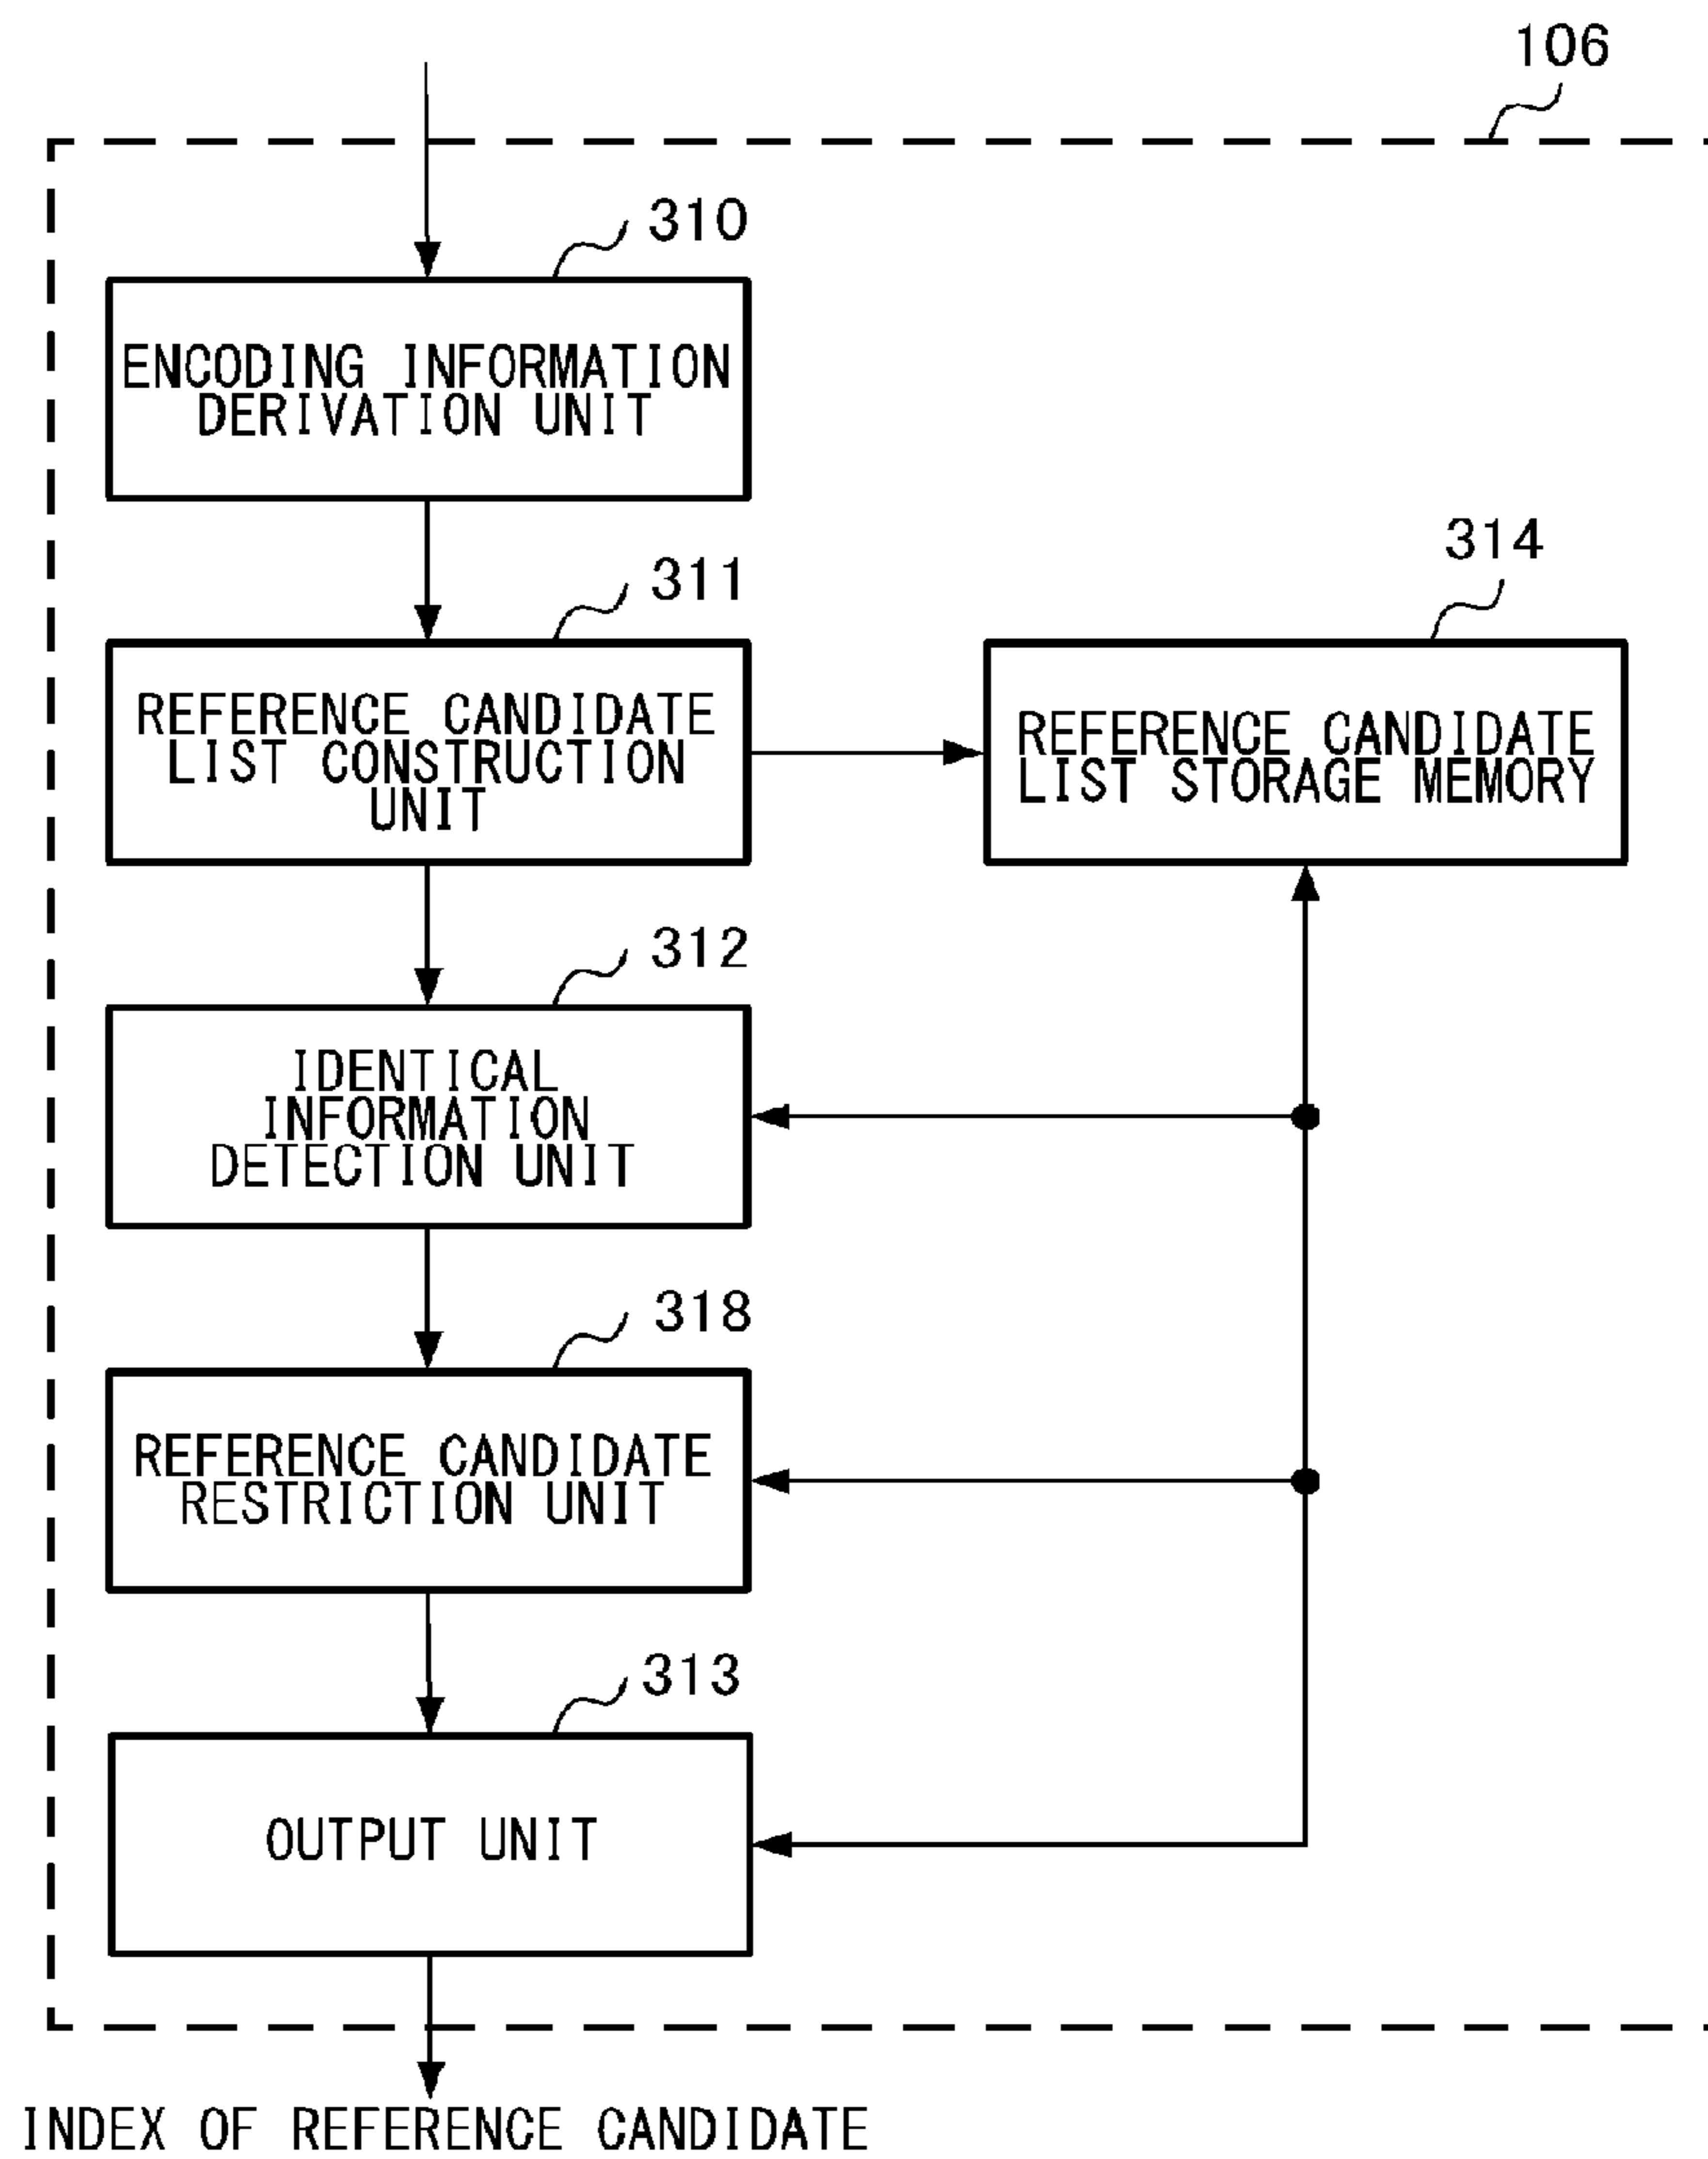 106
310
ENCODING INFORMATION
DERIVATION UNIT
311
314
REFERENCE CANDIDATE
LIST CONSTRUCTION
UNIT
REFERENCE CANDIDATE
LIST STORAGE MEMORY
312
IDENTICAL
INFORMATION
DETECTION UNIT
318
REFERENCE CANDIDATE
RESTRICTION UNIT
313
OUTPUT UNIT
INDEX OF REFERENCE CANDIDATE